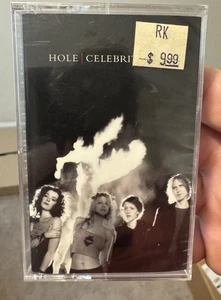 RK
$ 9.99
HOLE | CELEBRI